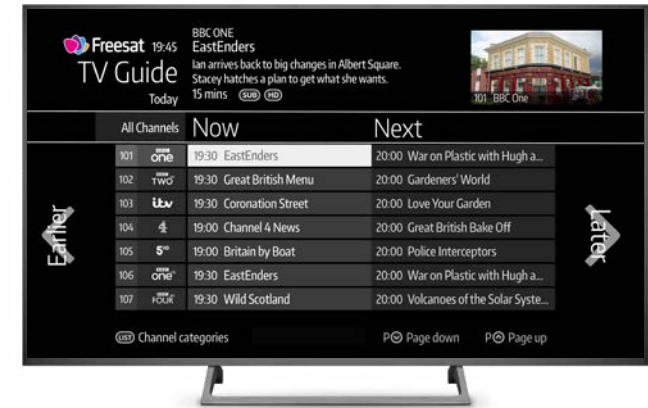 Freesat 19:45
TV Guide
Today
BBC ONE
EastEnders
Ian arrives back to big changes in Albert Square.
Stacey hatches a plan to get what she wants.
15 mins SUB HD
101 BBC One
All Channels Now Next
101 BBC one 19:30 EastEnders 20:00 War on Plastic with Hugh a...
102 BBC TWO 19:30 Great British Menu 20:00 Gardeners' World
103 itv 19:30 Coronation Street 20:00 Love Your Garden
104 4 19:00 Channel 4 News 20:00 Great British Bake Off
105 5 19:00 Britain by Boat 20:00 Police Interceptors
106 BBC one 19:30 EastEnders 20:00 War on Plastic with Hugh a...
107 BBC FOUR 19:30 Wild Scotland 20:00 Volcanoes of the Solar Syste...
Earlier
Later
LIST Channel categories P Page down P Page up